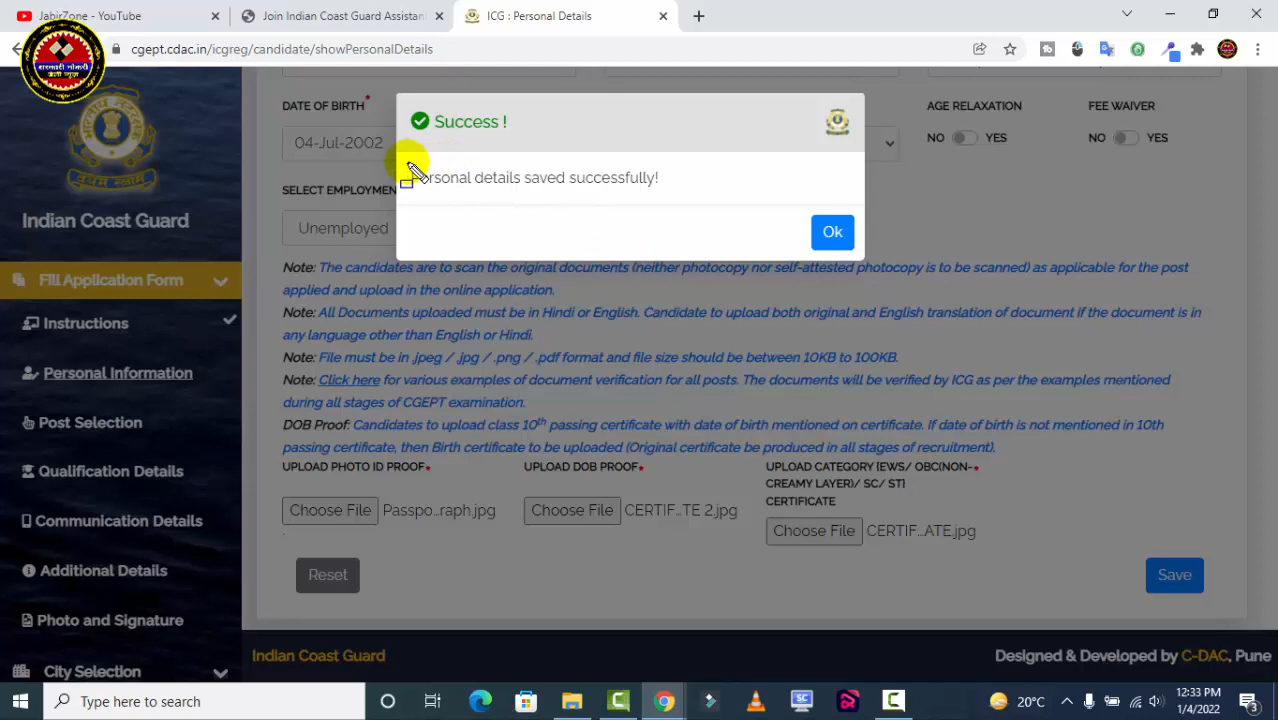 JabirZone - YouTube
Join Indian Coast Guard Assistan
ICG : Personal Details
cgept.cdac.in/icgreg/candidate/showPersonalDetails
सरकारी नोकरी
Indian Coast Guard
Fill Application Form
Instructions
Personal Information
Post Selection
Qualification Details
Communication Details
Additional Details
Photo and Signature
City Selection
DATE OF BIRTH*
AGE RELAXATION
FEE WAIVER
04-Jul-2002
NO YES
NO YES
SELECT EMPLOYMEN
Unemployed
Success !
Personal details saved successfully!
Ok
Note: The candidates are to scan the original documents (neither photocopy nor self-attested photocopy is to be scanned) as applicable for the post
applied and upload in the online application.
Note: All Documents uploaded must be in Hindi or English. Candidate to upload both original and English translation of document if the document is in
any language other than English or Hindi.
Note: File must be in .jpeg / .jpg / .png / .pdf format and file size should be between 10KB to 100KB.
Note: Click here for various examples of document verification for all posts. The documents will be verified by ICG as per the examples mentioned
during all stages of CGEPT examination.
DOB Proof: Candidates to upload class 10th passing certificate with date of birth mentioned on certificate. If date of birth is not mentioned in 10th
passing certificate, then Birth certificate to be uploaded (Original certificate be produced in all stages of recruitment).
UPLOAD PHOTO ID PROOF*
UPLOAD DOB PROOF*
UPLOAD CATEGORY [EWS/ OBC(NON-*
CREAMY LAYER)/ SC/ ST]
CERTIFICATE
Choose File Passpo...raph.jpg
Choose File CERTIF...TE 2.jpg
Choose File CERTIF...ATE.jpg
Reset
Save
Indian Coast Guard
Designed & Developed by C-DAC, Pune
Type here to search
20°C
12:33 PM
1/4/2022
3